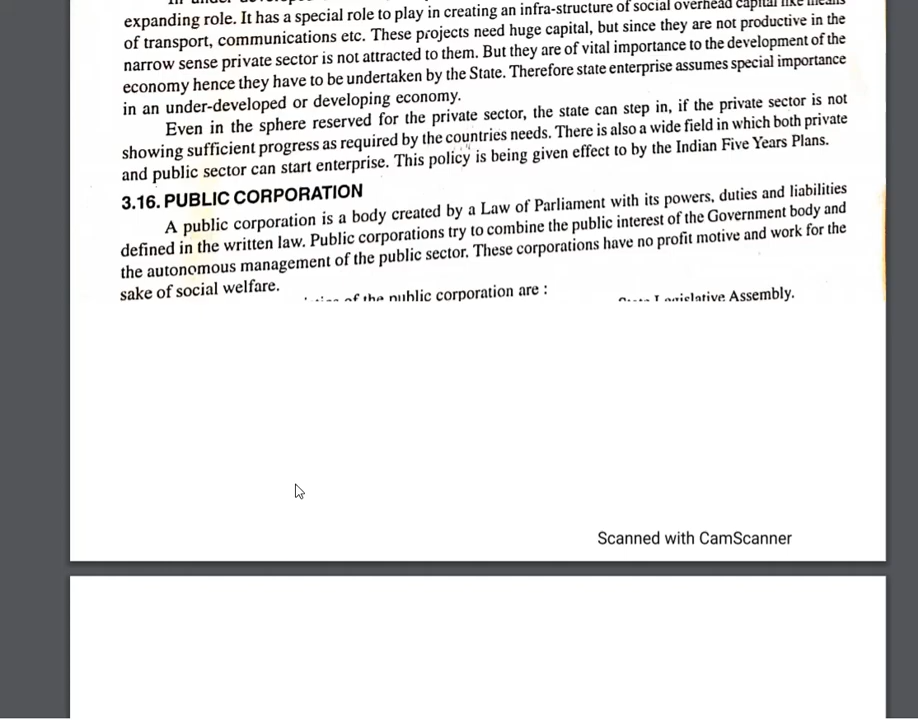 expanding role. It has a special role to play in creating an infra-structure of social overhead capital like means
of transport, communications etc. These projects need huge capital, but since they are not productive in the
narrow sense private sector is not attracted to them. But they are of vital importance to the development of the
economy hence they have to be undertaken by the State. Therefore state enterprise assumes special importance
in an under-developed or developing economy.
Even in the sphere reserved for the private sector, the state can step in, if the private sector is not
showing sufficient progress as required by the countries needs. There is also a wide field in which both private
and public sector can start enterprise. This policy is being given effect to by the Indian Five Years Plans.
3.16. PUBLIC CORPORATION
A public corporation is a body created by a Law of Parliament with its powers, duties and liabilities
defined in the written law. Public corporations try to combine the public interest of the Government body and
the autonomous management of the public sector. These corporations have no profit motive and work for the
sake of social welfare.
of the public corporation are :
Legislative Assembly.
Scanned with CamScanner